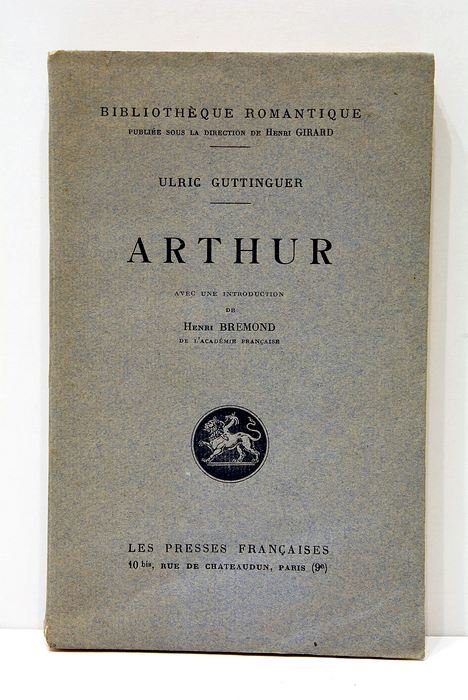 BIBLIOTHÈQUE ROMANTIQUE
PUBLIÉE SOUS LA DIRECTION DE HENRI GIRARD
ULRIC GUTTINGUER
ARTHUR
AVEC UNE INTRODUCTION
DE
HENRI BREMOND
DE L'ACADÉMIE FRANÇAISE
LES PRESSES FRANÇAISES
10 bis, RUE DE CHATEAUDUN, PARIS (9e)